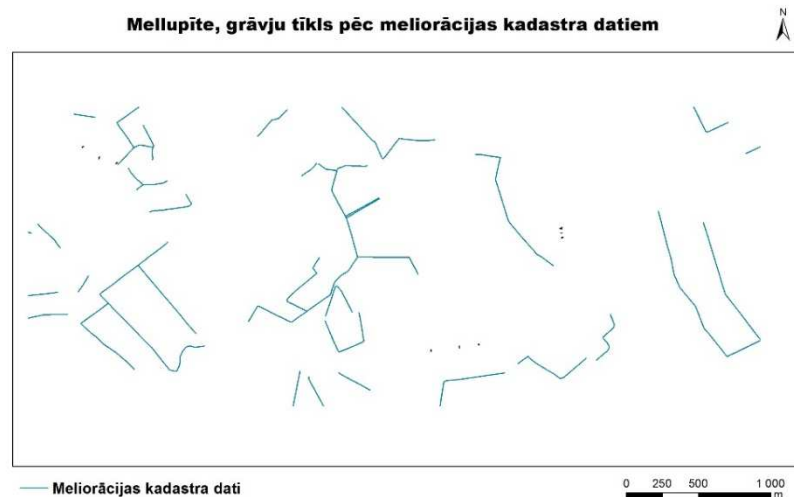 Mellupīte, grāvju tīkls pēc meliorācijas kadastra datiem
N
Meliorācijas kadastra dati
0 250 500 1 000
m